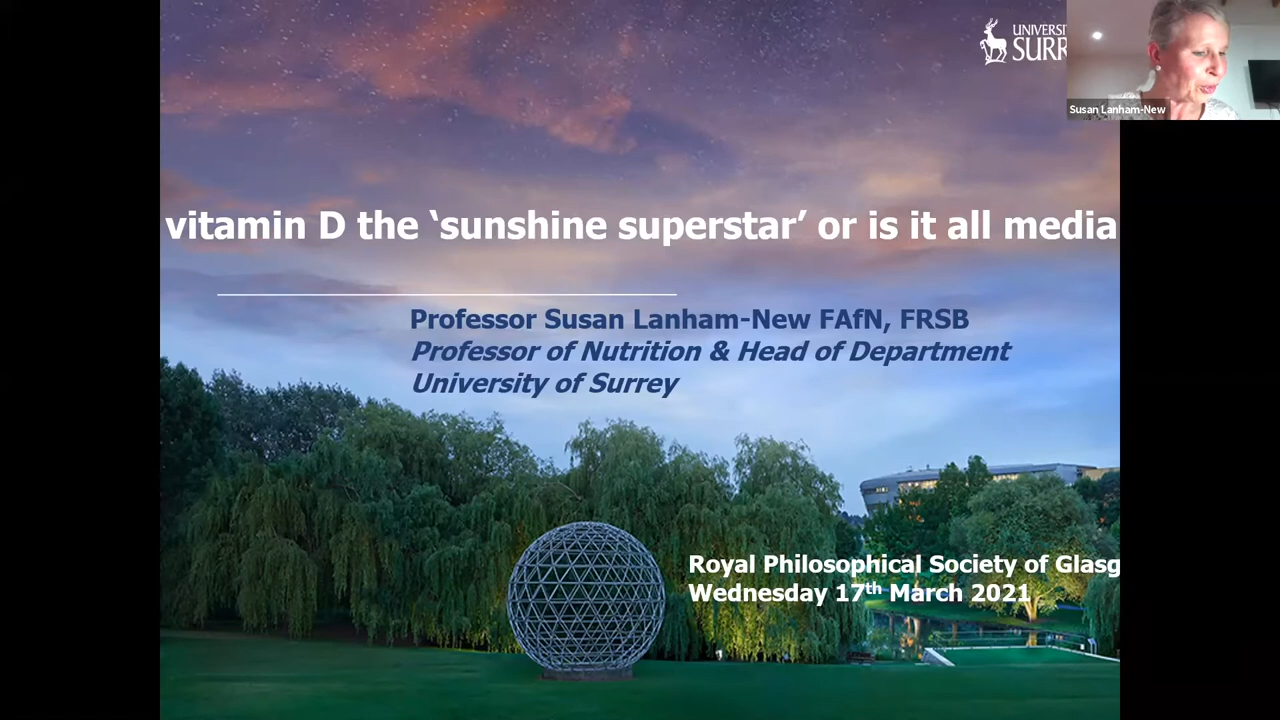 UNIVERSI
SURR
Susan Lanham-New
vitamin D the ‘sunshine superstar’ or is it all media
Professor Susan Lanham-New FAfN, FRSB
Professor of Nutrition & Head of Department
University of Surrey
Royal Philosophical Society of Glasg
Wednesday 17th March 2021